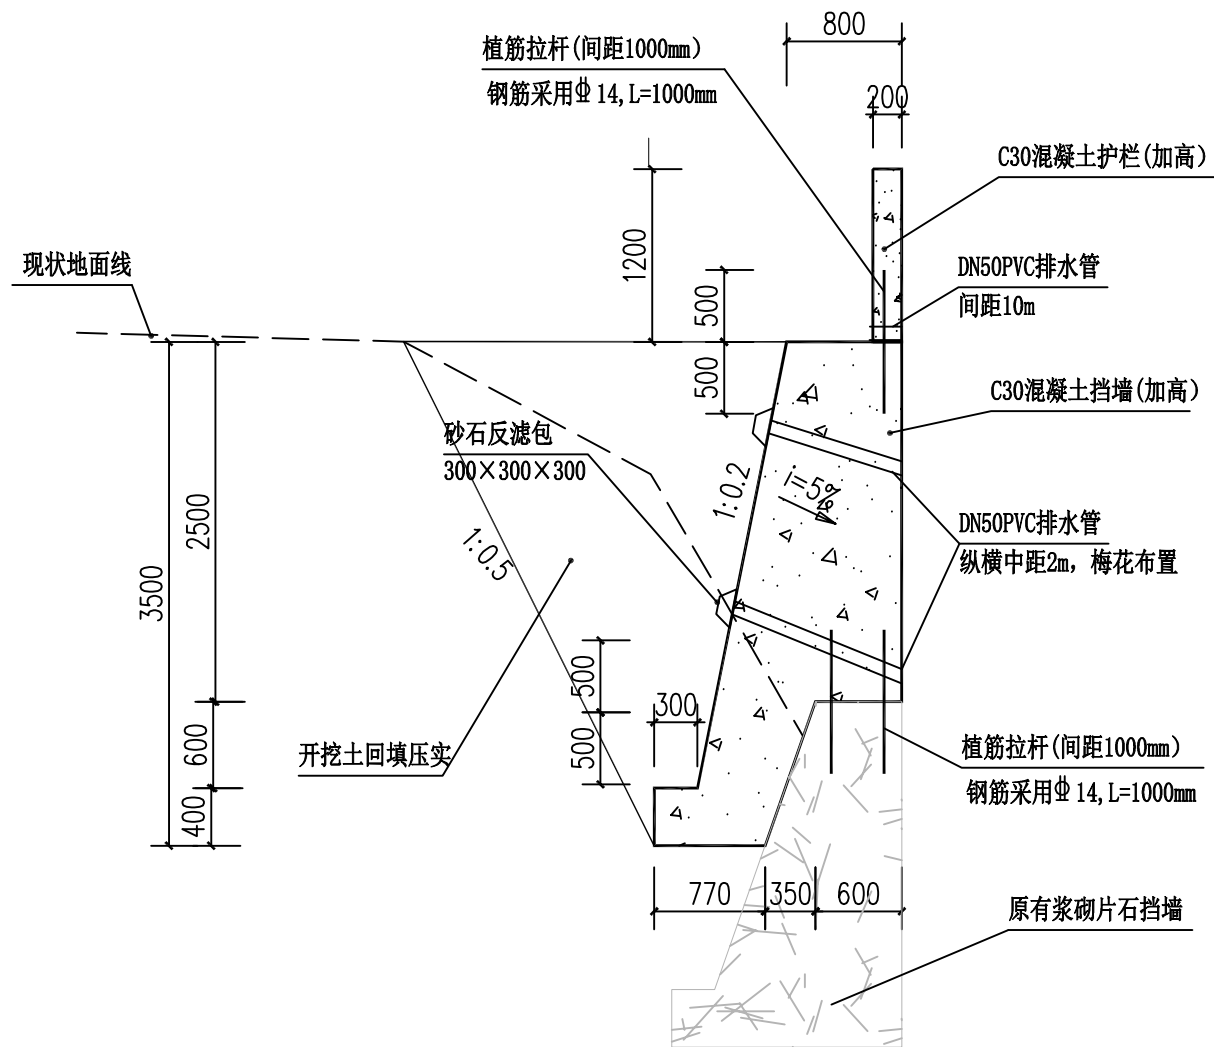 800
植筋拉杆(间距1000mm)
钢筋采用Φ14,L=1000mm
200
C30混凝土护栏(加高)
1200
现状地面线
DN50PVC排水管
间距10m
500
500
C30混凝土挡墙(加高)
砂石反滤包
300×300×300
1:0.2
i=5%
2500
DN50PVC排水管
纵横中距2m，梅花布置
1:0.5
3500
500
300
600
500
开挖土回填压实
植筋拉杆(间距1000mm)
钢筋采用Φ14,L=1000mm
400
770
350
600
原有浆砌片石挡墙